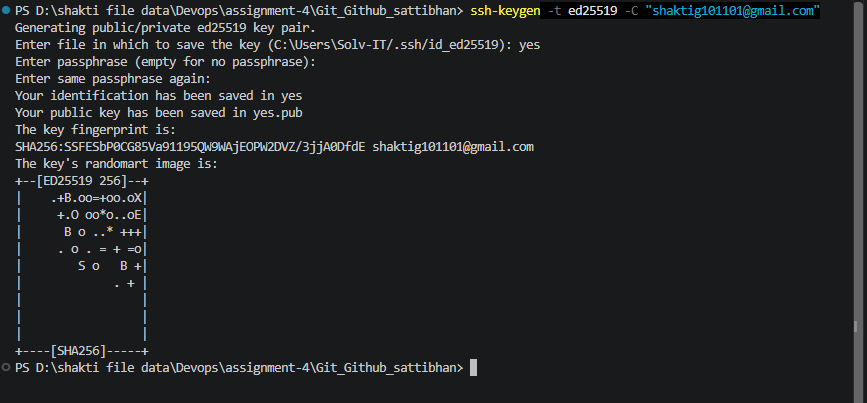 PS D:\shakti file data\Devops\assignment-4\Git_Github_sattibhan> ssh-keygen -t ed25519 -C "shaktig101101@gmail.com"
Generating public/private ed25519 key pair.
Enter file in which to save the key (C:\Users\Solv-IT/.ssh/id_ed25519): yes
Enter passphrase (empty for no passphrase):
Enter same passphrase again:
Your identification has been saved in yes
Your public key has been saved in yes.pub
The key fingerprint is:
SHA256:SSFESbP0CG85Va91195QW9WAjEOPW2DVZ/3jjA0DfdE shaktig101101@gmail.com
The key's randomart image is:
+--[ED25519 256]--+
|    .+B.oo=+oo.oX|
|     +.O oo*o..oE|
|      B o ..* +++|
|     . o . = + =o|
|        S o   B +|
|             . + |
|                 |
|                 |
|                 |
+----[SHA256]-----+
PS D:\shakti file data\Devops\assignment-4\Git_Github_sattibhan>